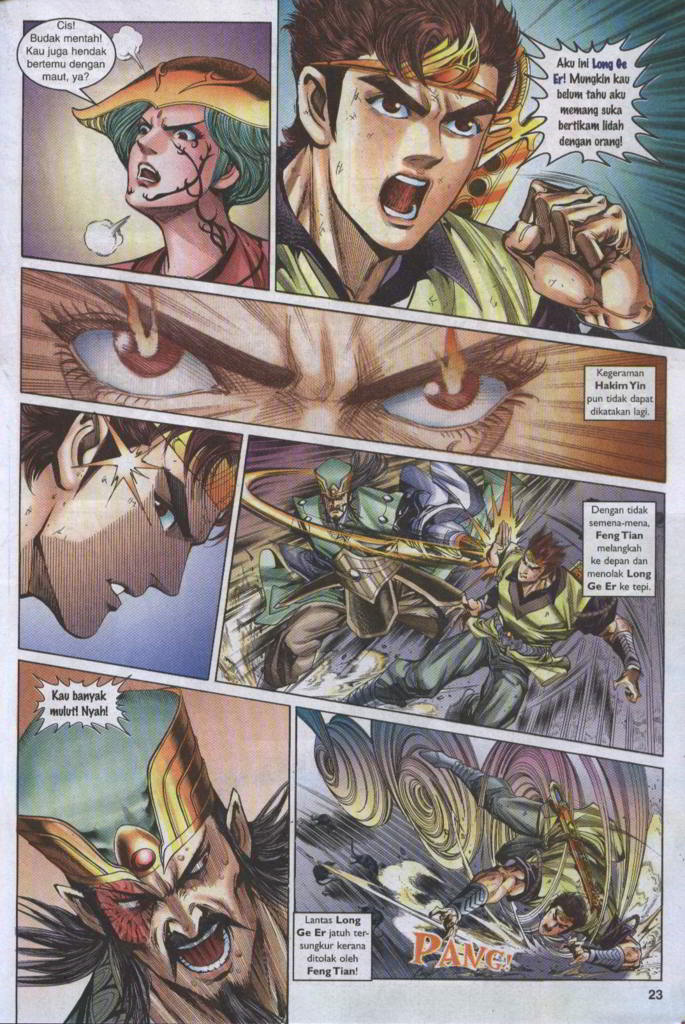 Cis!
Budak mentah!
Kau juga hendak
bertemu dengan
maut, ya?
Aku ini Long Ge
Er! Mungkin kau
belum tahu aku
memang suka
bertikam lidah
dengan orang!
Kegeraman
Hakim Yin
pun tidak dapat
dikatakan lagi.
Dengan tidak
semena-mena,
Feng Tian
melangkah
ke depan dan
menolak Long
Ge Er ke tepi.
Kau banyak
mulut! Nyah!
Lantas Long
Ge Er jatuh ter-
sungkur kerana
ditolak oleh
Feng Tian!
PANG!
23